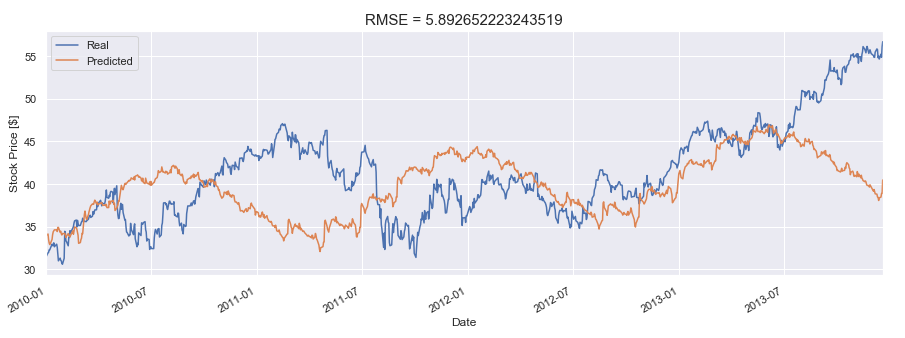 RMSE = 5.892652223243519
Real
Predicted
Stock Price [$]
55
50
45
40
35
30
2010-01
2010-07
2011-01
2011-07
2012-01
2012-07
2013-01
2013-07
Date